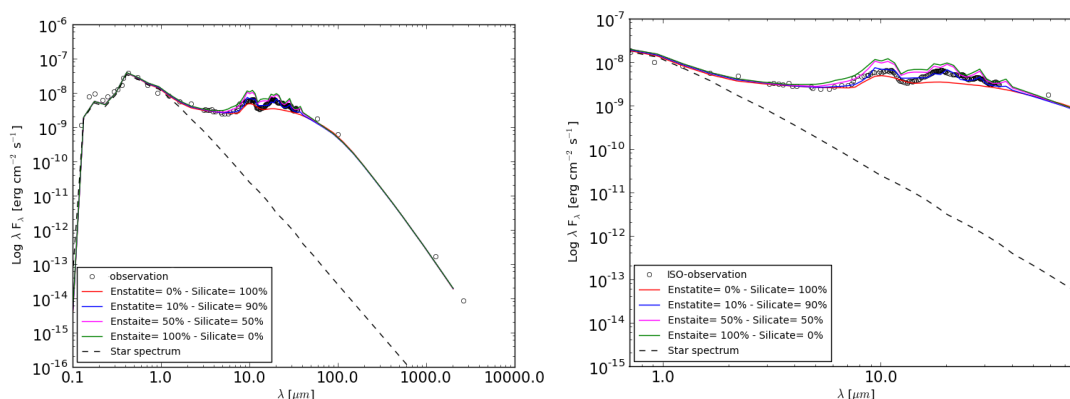 10^-6
10^-7
10^-8
10^-9
10^-10
10^-11
10^-12
10^-13
10^-14
10^-15
10^-16
Log λ F_λ [erg cm^-2 s^-1]
observation
Enstatite= 0% - Silicate= 100%
Enstatite= 10% - Silicate= 90%
Enstaite= 50% - Silicate= 50%
Enstaite= 100% - Silicate= 0%
Star spectrum
0.1 1.0 10.0 100.0 1000.0 10000.0
λ [μm]
10^-7
10^-8
10^-9
10^-10
10^-11
10^-12
10^-13
10^-14
10^-15
Log λ F_λ [erg cm^-2 s^-1]
ISO-observation
Enstatite= 0% - Silicate= 100%
Enstatite= 10% - Silicate= 90%
Enstaite= 50% - Silicate= 50%
Enstaite= 100% - Silicate= 0%
Star spectrum
1.0 10.0
λ [μm]